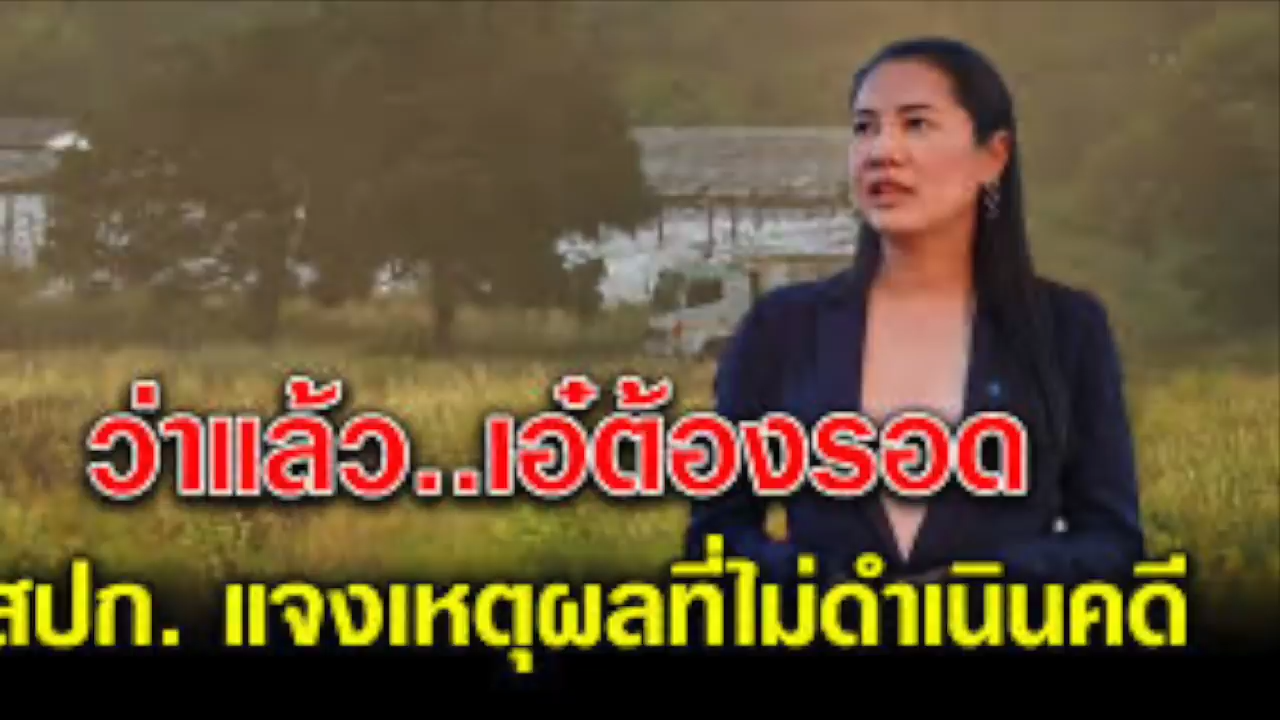 ว่าแล้ว..เอ๋ต้องรอด
สปก. แจงเหตุผลที่ไม่ดำเนินคดี